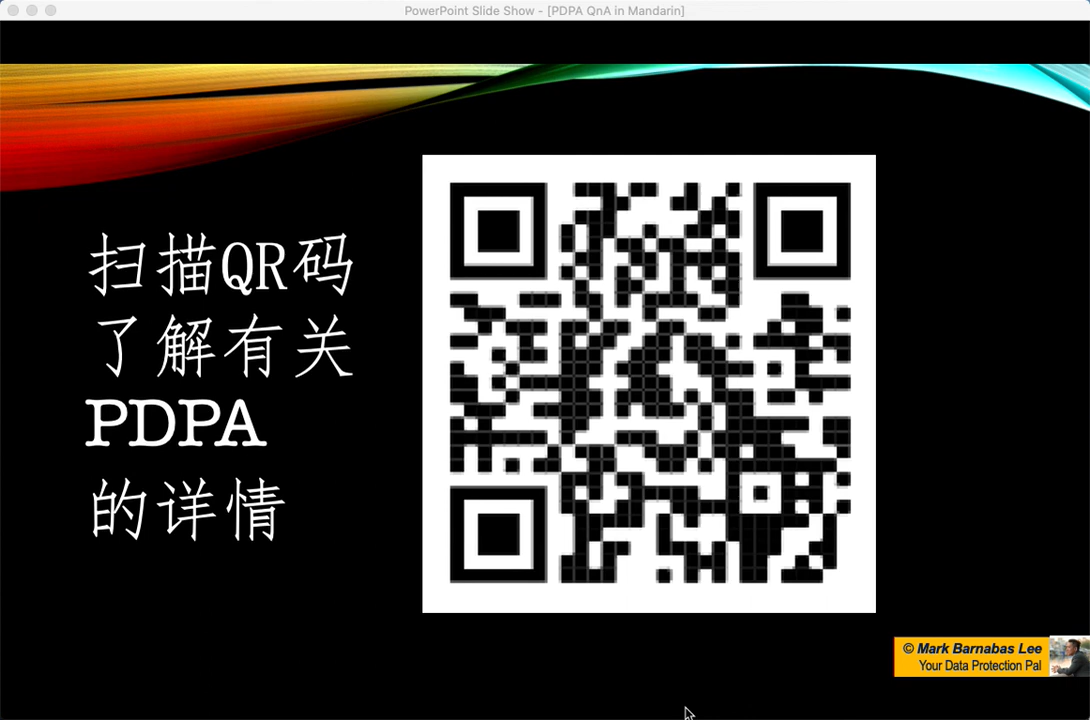 PowerPoint Slide Show - [PDPA QnA in Mandarin]
扫描QR码
了解有关
PDPA
的详情
© Mark Barnabas Lee
Your Data Protection Pal